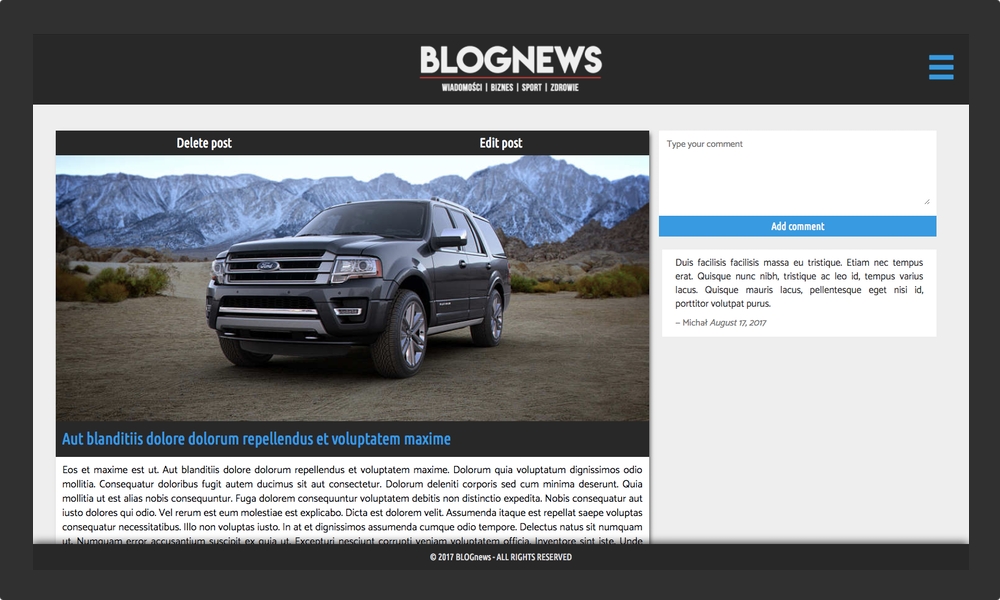 BLOGNEWS
WIADOMOŚCI | BIZNES | SPORT | ZDROWIE
Delete post
Edit post
Ford
Aut blanditiis dolore dolorum repellendus et voluptatem maxime
Eos et maxime est ut. Aut blanditiis dolore dolorum repellendus et voluptatem maxime. Dolorum quia voluptatum dignissimos odio
mollitia. Consequatur doloribus fugit autem ducimus sit aut consectetur. Dolorum deleniti corporis sed cum minima deserunt. Quia
mollitia ut est alias nobis consequuntur. Fuga dolorem consequuntur voluptatem debitis non distinctio expedita. Nobis consequatur aut
iusto dolores qui odio. Vel rerum est eum molestiae est explicabo. Dicta est dolorem velit. Assumenda itaque est repellat saepe voluptas
consequatur necessitatibus. Illo non voluptas iusto. In at et dignissimos assumenda cumque odio tempore. Delectus natus sit numquam
ut. Numquam error accusantium suscipit ex quia ut. Excepturi nesciunt corrupti veniam voluptatem officia. Inventore sint iste. Unde
Type your comment
Add comment
Duis facilisis facilisis massa eu tristique. Etiam nec tempus
erat. Quisque nunc nibh, tristique ac leo id, tempus varius
lacus. Quisque mauris lacus, pellentesque eget nisi id,
porttitor volutpat purus.
– Michał August 17, 2017
© 2017 BLOGnews - ALL RIGHTS RESERVED